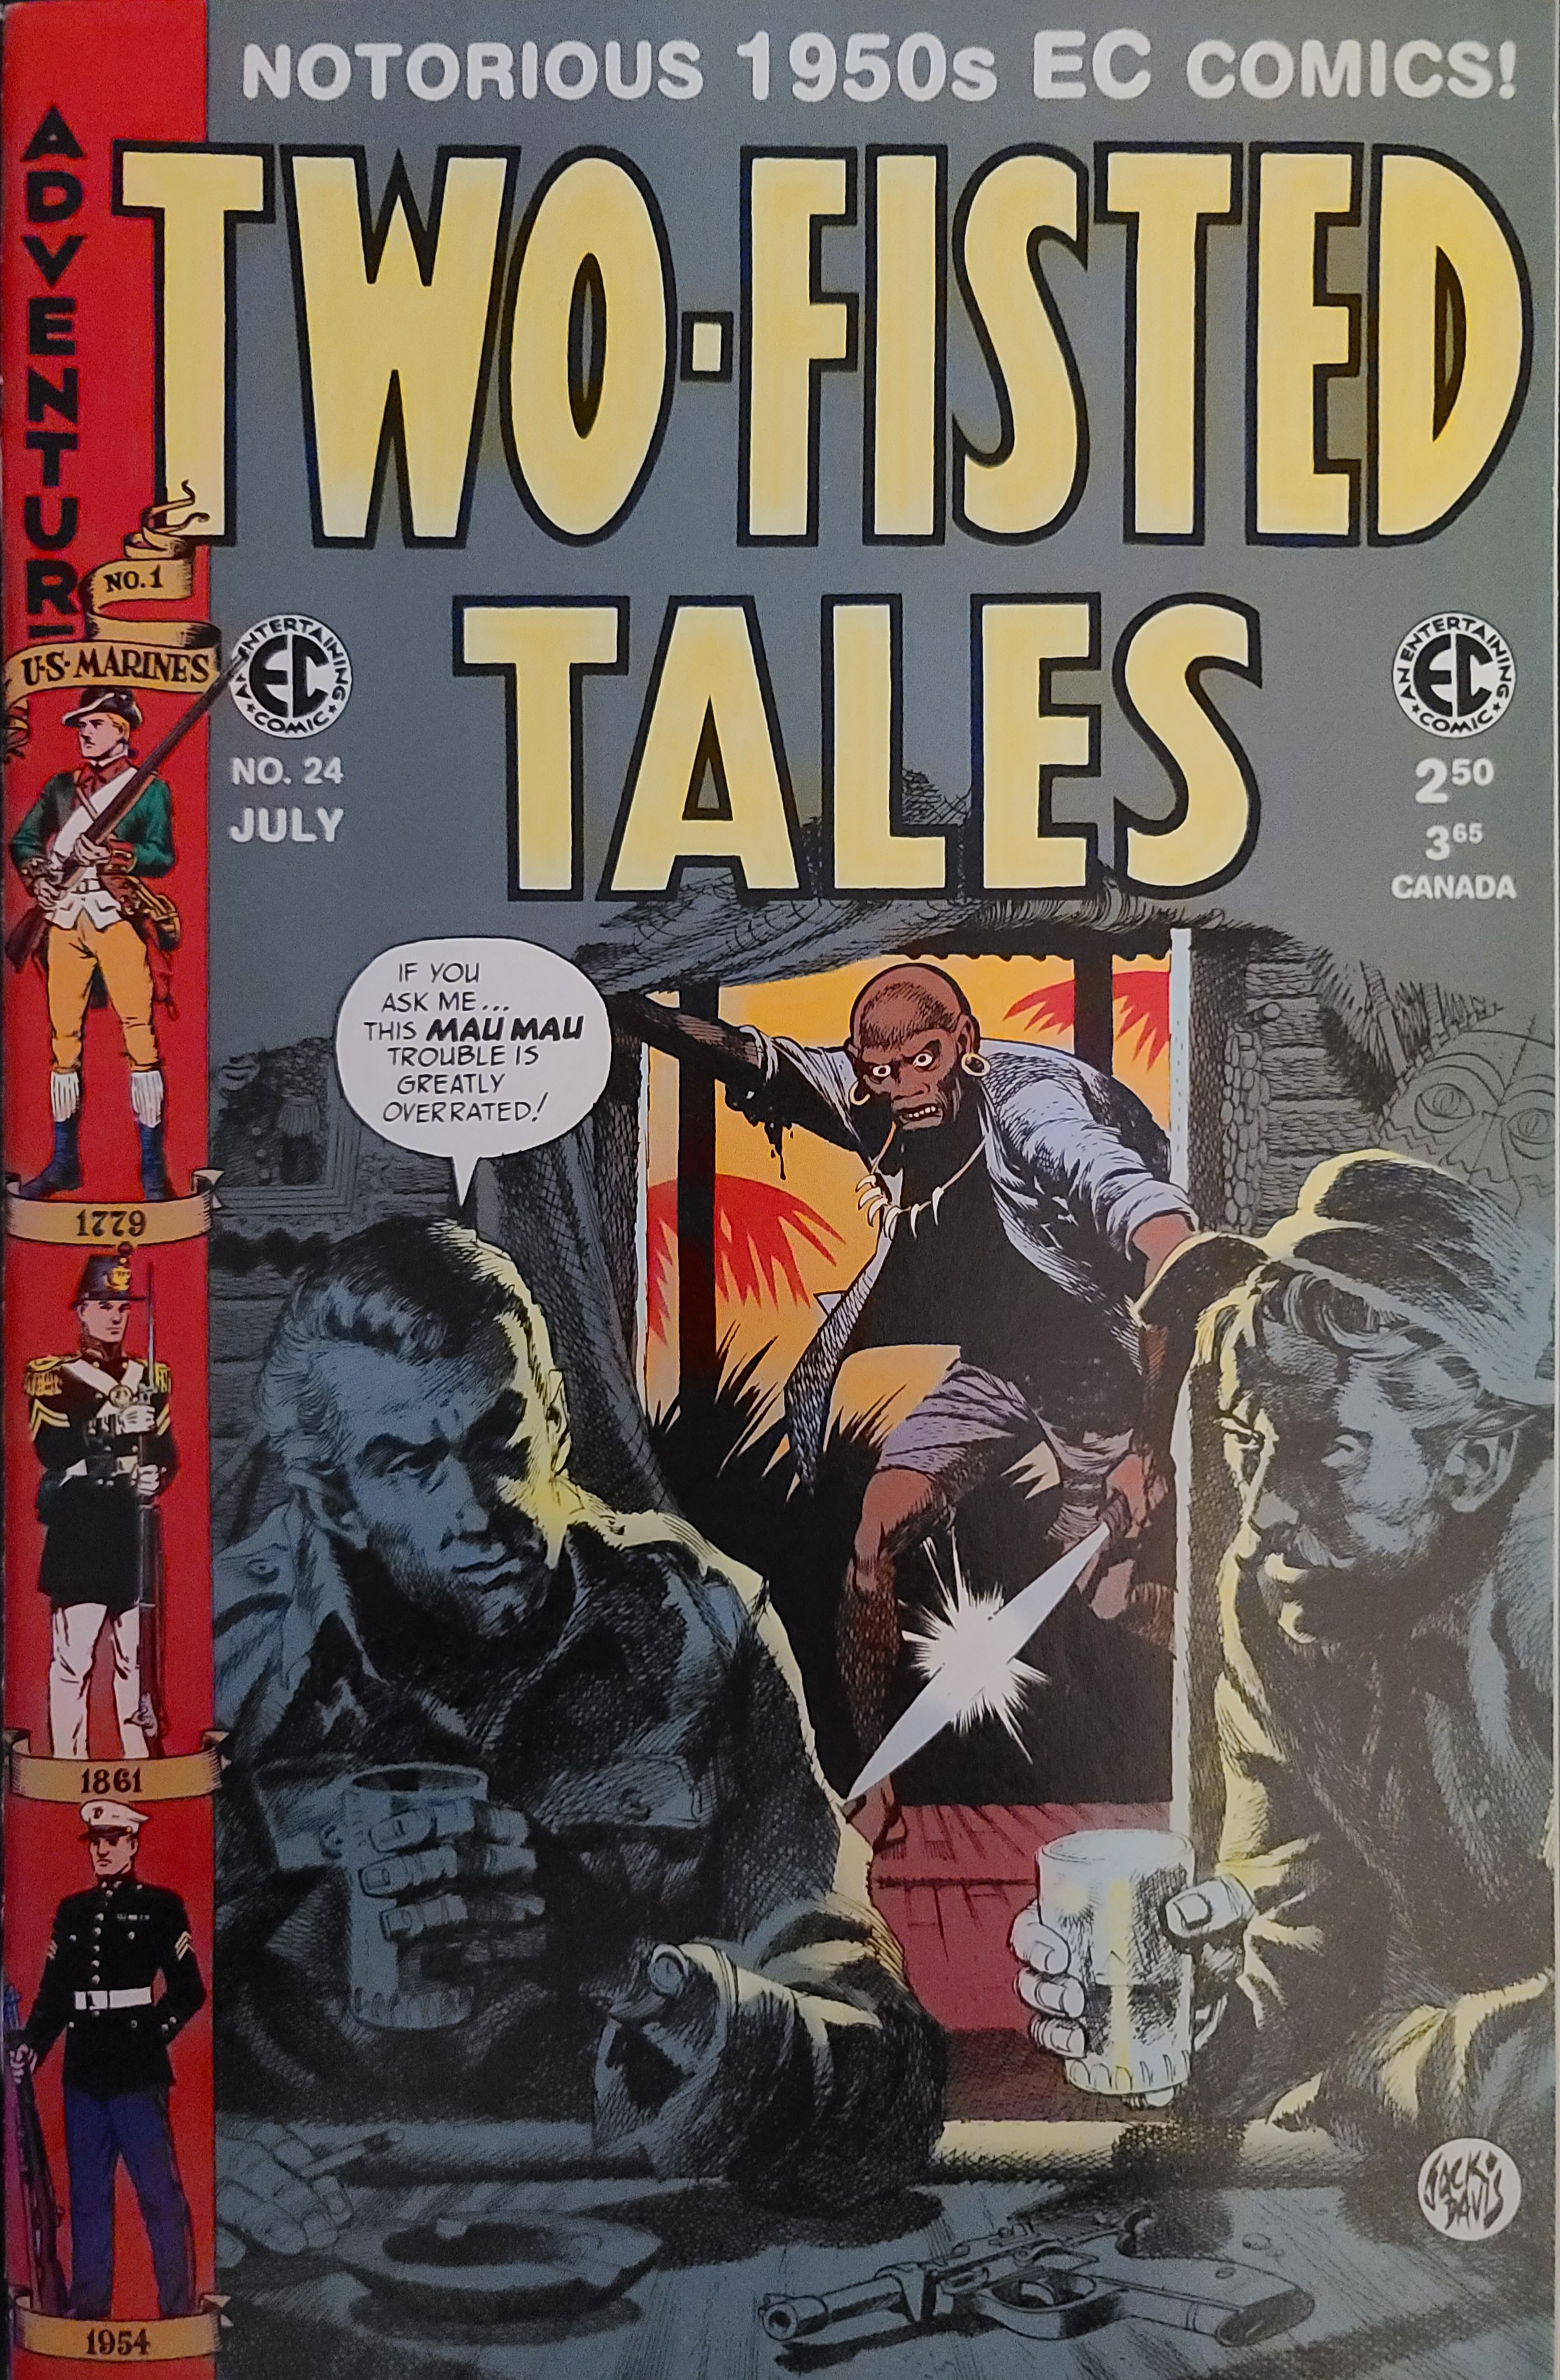 NOTORIOUS 1950s EC COMICS!
ADVENTURE
TWO-FISTED
TALES
NO. 1
U·S·MARINES
AN ENTERTAINING
EC
COMIC
NO. 24
JULY
AN ENTERTAINING
EC
COMIC
2 50
3 65
CANADA
IF YOU
ASK ME...
THIS MAU MAU
TROUBLE IS
GREATLY
OVERRATED!
1779
1861
1954
JACK
DAVIS